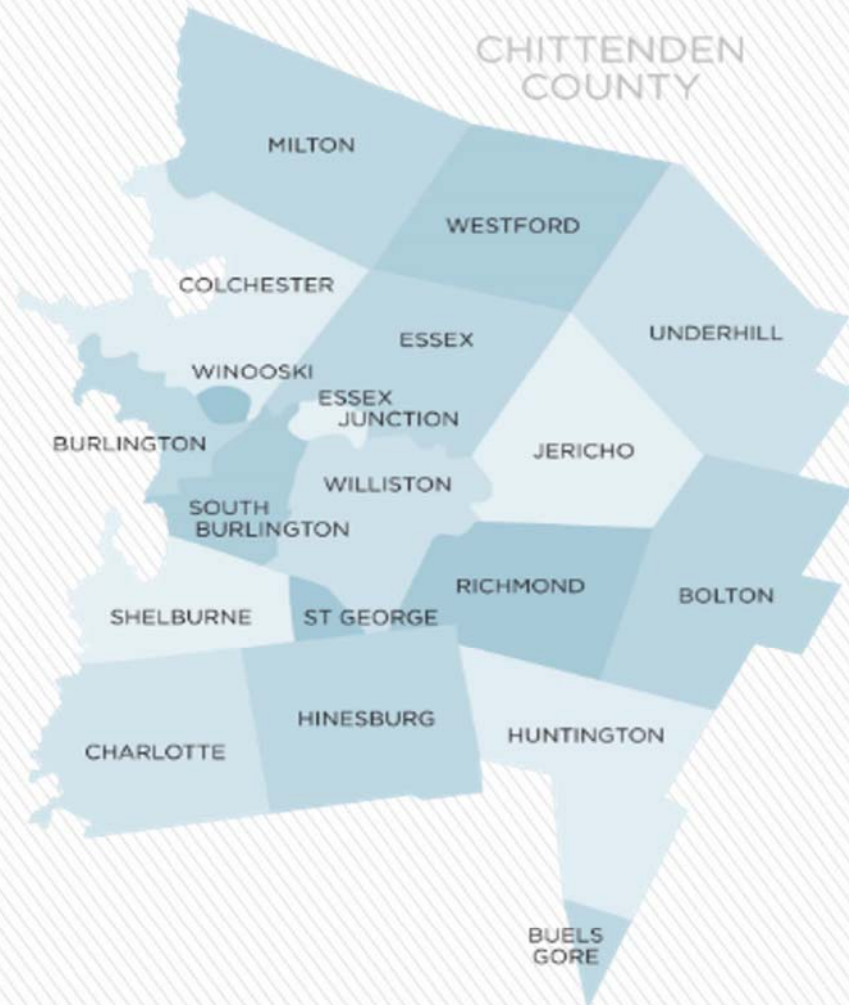 CHITTENDEN
COUNTY
MILTON
WESTFORD
COLCHESTER
ESSEX
UNDERHILL
WINOOSKI
ESSEX
JUNCTION
BURLINGTON
JERICHO
WILLISTON
SOUTH
BURLINGTON
RICHMOND
BOLTON
SHELBURNE
ST GEORGE
HINESBURG
HUNTINGTON
CHARLOTTE
BUELS
GORE